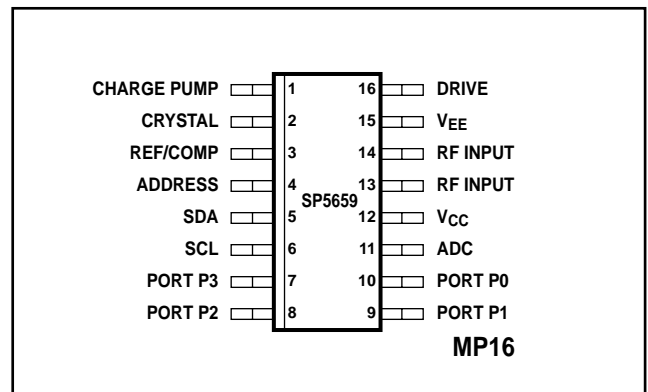 CHARGE PUMP 1 16 DRIVE
CRYSTAL 2 15 VEE
REF/COMP 3 14 RF INPUT
ADDRESS 4 13 RF INPUT
SP5659
SDA 5 12 VCC
SCL 6 11 ADC
PORT P3 7 10 PORT P0
PORT P2 8 9 PORT P1
MP16